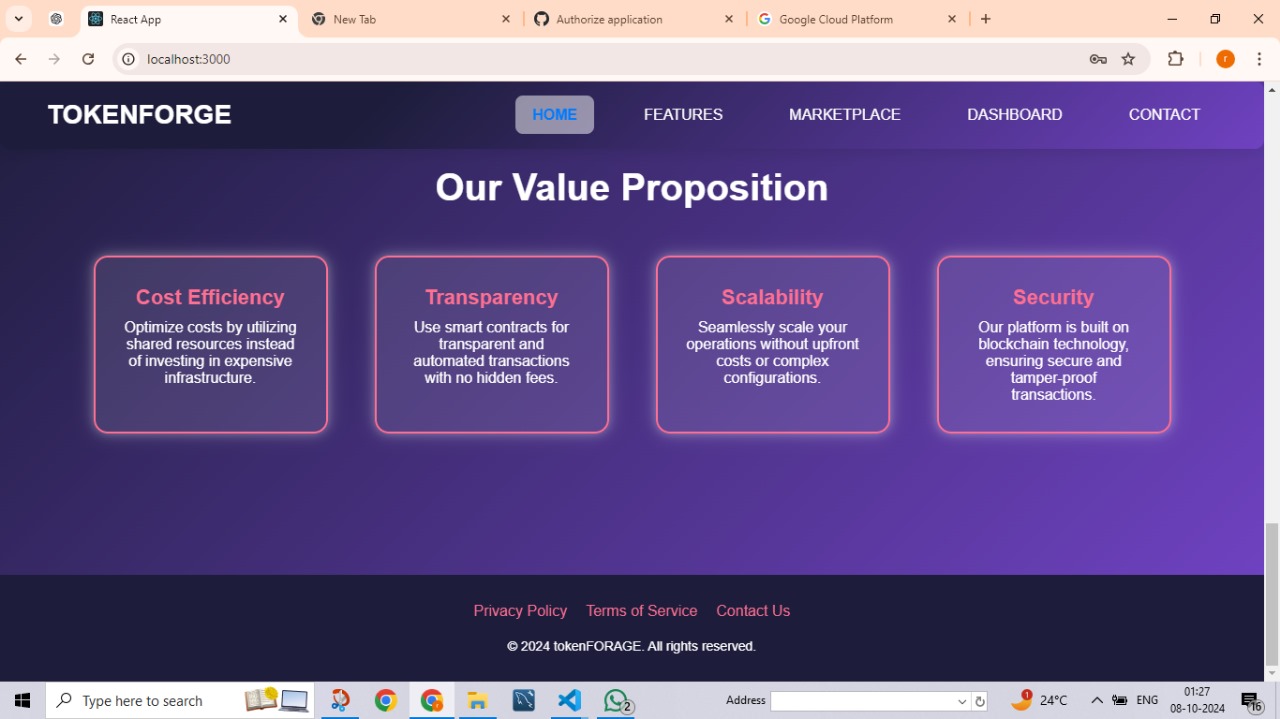 React App
New Tab
Authorize application
Google Cloud Platform
localhost:3000
r
TOKENFORGE
HOME
FEATURES
MARKETPLACE
DASHBOARD
CONTACT
Our Value Proposition
Cost Efficiency
Optimize costs by utilizing
shared resources instead
of investing in expensive
infrastructure.
Transparency
Use smart contracts for
transparent and
automated transactions
with no hidden fees.
Scalability
Seamlessly scale your
operations without upfront
costs or complex
configurations.
Security
Our platform is built on
blockchain technology,
ensuring secure and
tamper-proof
transactions.
Privacy Policy Terms of Service Contact Us
© 2024 tokenFORAGE. All rights reserved.
Type here to search
2
Address
1
24°C
ENG
01:27
08-10-2024
16